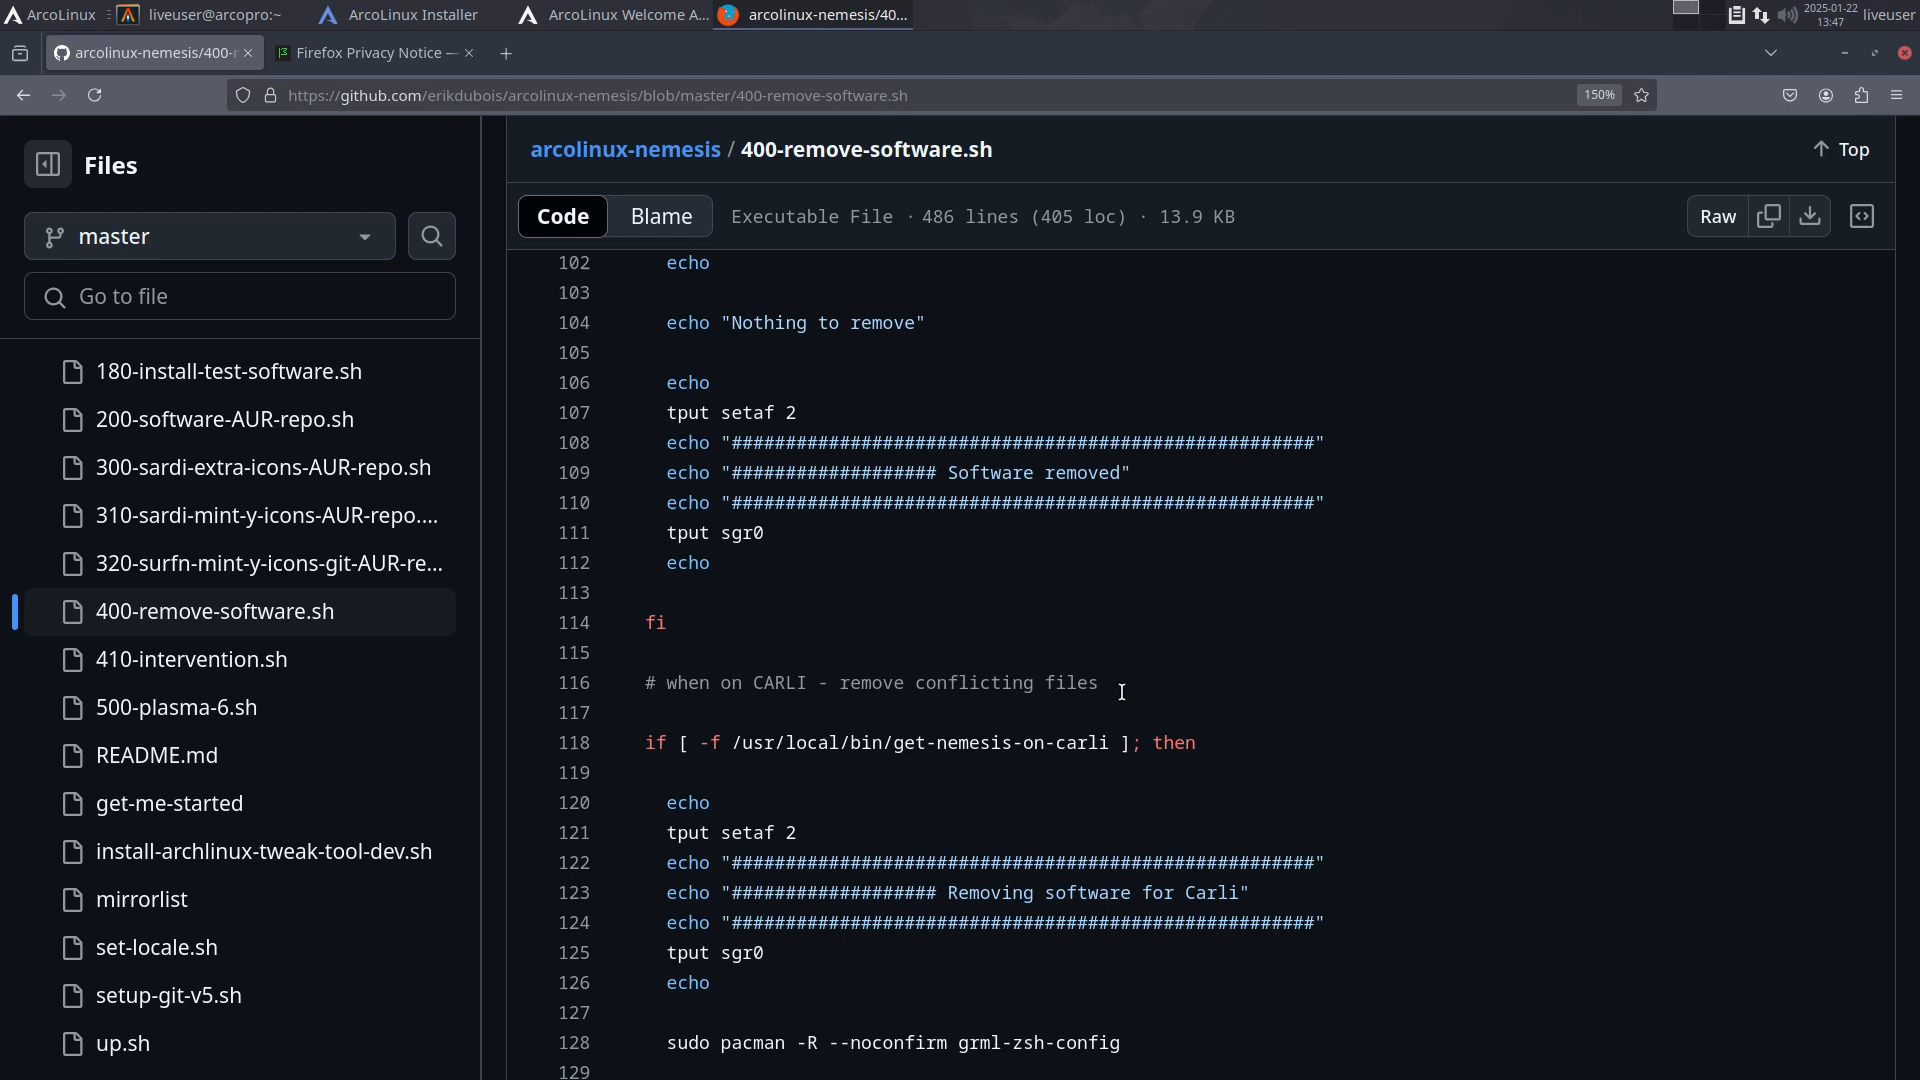 ArcoLinux
liveuser@arcopro:~
ArcoLinux Installer
ArcoLinux Welcome A...
arcolinux-nemesis/40...
2025-01-22
13:47
liveuser
arcolinux-nemesis/400-r
Firefox Privacy Notice —
https://github.com/erikdubois/arcolinux-nemesis/blob/master/400-remove-software.sh
150%
Files
master
Go to file
180-install-test-software.sh
200-software-AUR-repo.sh
300-sardi-extra-icons-AUR-repo.sh
310-sardi-mint-y-icons-AUR-repo....
320-surfn-mint-y-icons-git-AUR-re...
400-remove-software.sh
410-intervention.sh
500-plasma-6.sh
README.md
get-me-started
install-archlinux-tweak-tool-dev.sh
mirrorlist
set-locale.sh
setup-git-v5.sh
up.sh
arcolinux-nemesis / 400-remove-software.sh
Top
Code Blame Executable File · 486 lines (405 loc) · 13.9 KB
Raw
102 echo
103
104 echo "Nothing to remove"
105
106 echo
107 tput setaf 2
108 echo "######################################################"
109 echo "################### Software removed"
110 echo "######################################################"
111 tput sgr0
112 echo
113
114 fi
115
116 # when on CARLI - remove conflicting files
117
118 if [ -f /usr/local/bin/get-nemesis-on-carli ]; then
119
120 echo
121 tput setaf 2
122 echo "######################################################"
123 echo "################### Removing software for Carli"
124 echo "######################################################"
125 tput sgr0
126 echo
127
128 sudo pacman -R --noconfirm grml-zsh-config
129